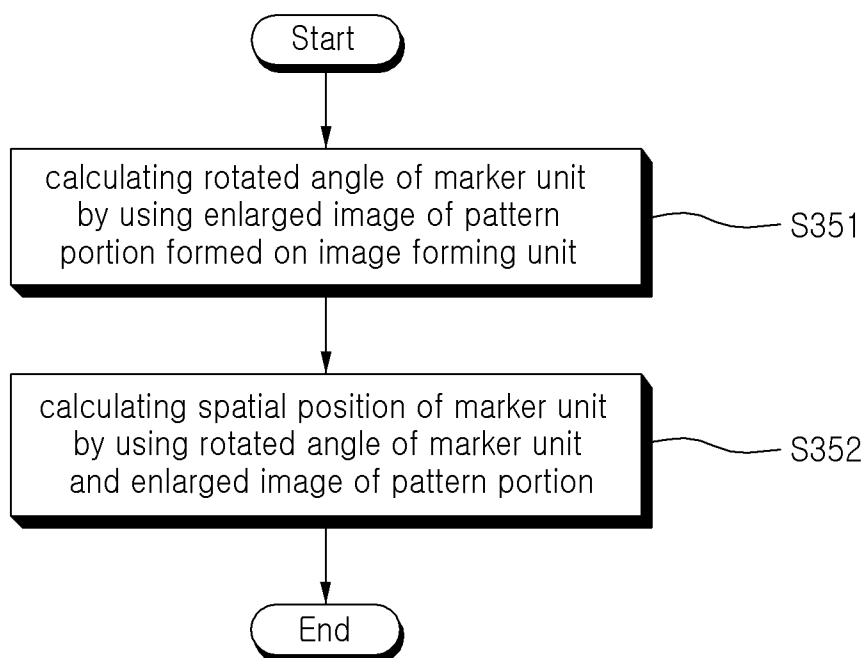 Start
calculating rotated angle of marker unit
by using enlarged image of pattern
portion formed on image forming unit
S351
calculating spatial position of marker unit
by using rotated angle of marker unit
and enlarged image of pattern portion
S352
End